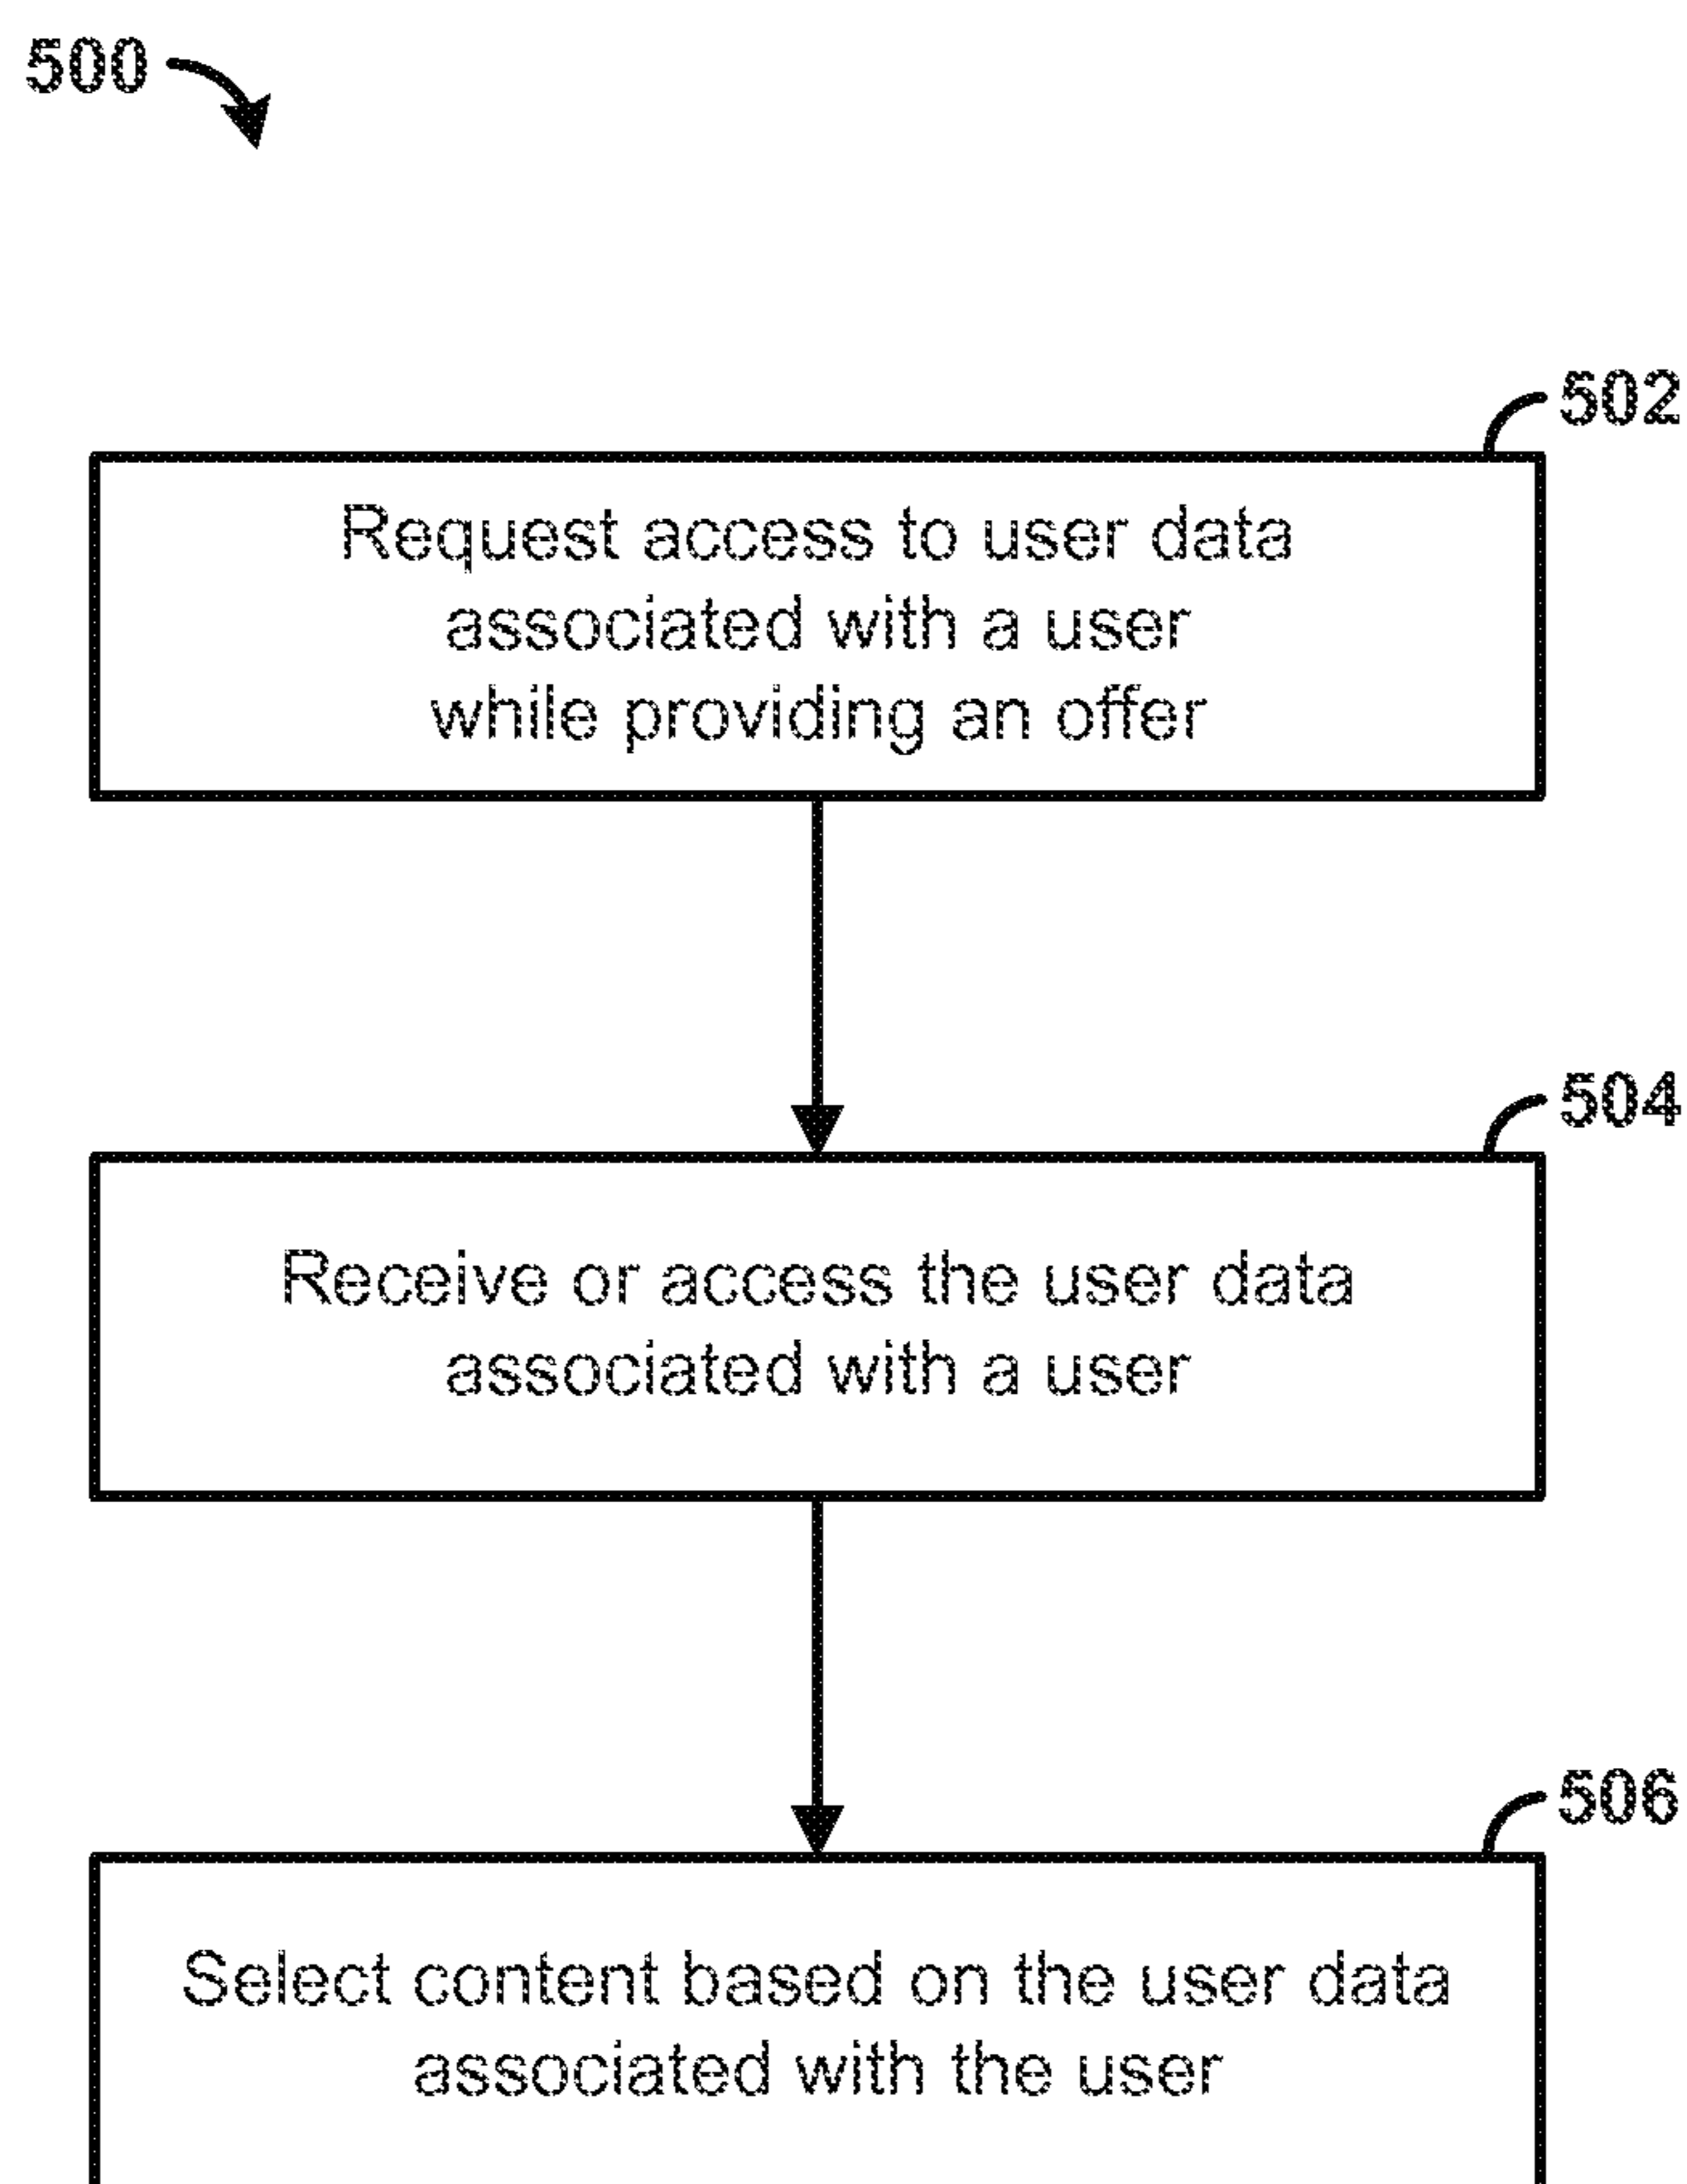 500
502
Request access to user data
associated with a user
while providing an offer
504
Receive or access the user data
associated with a user
506
Select content based on the user data
associated with the user